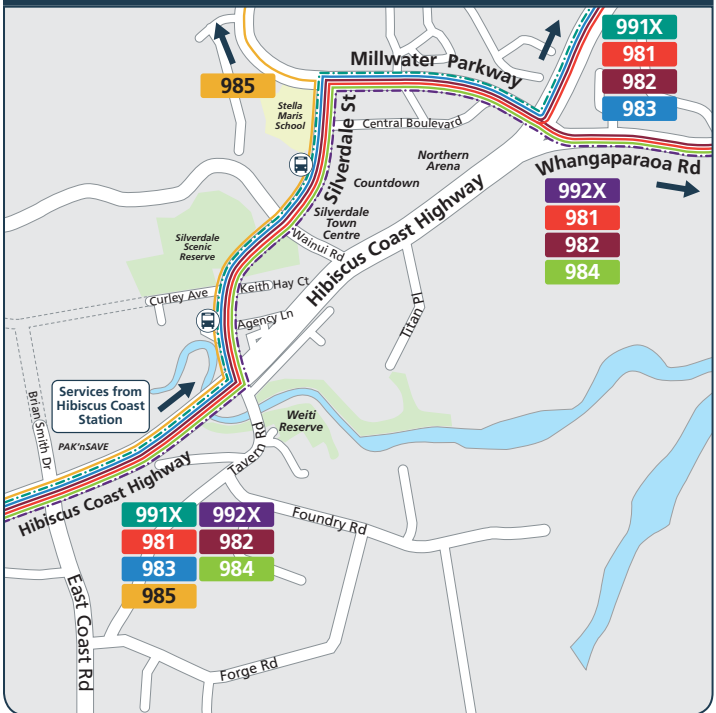 991X
981
982
983
985
Millwater Parkway
Stella
Maris
School
Silverdale St
Central Boulevard
Northern
Arena
Countdown
Whangaparaoa Rd
992X
981
982
984
Silverdale
Town
Centre
Hibiscus Coast Highway
Silverdale
Scenic
Reserve
Wainui Rd
Keith Hay Ct
Curley Ave
Agency Ln
Titan Pl
Services from
Hibiscus Coast
Station
Brian Smith Dr
PAK'nSAVE
Weiti
Reserve
Tavern Rd
Hibiscus Coast Highway
991X 992X
981 982
983 984
985
Foundry Rd
East Coast Rd
Forge Rd